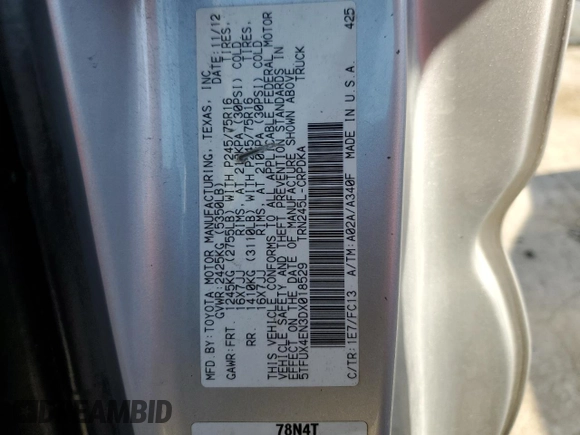 MFD.BY:TOYOTA MOTOR MANUFACTURING, TEXAS, INC. DATE:11/12
GVWR:2425KG (5350LB)
GAWR:FRT. 1245KG (2755LB) WITH P245/75R16 TIRES,
16X7JJ RIMS, AT 210KPA (30PSI) COLD
RR. 1410KG (3110LB) WITH P245/75R16 TIRES,
16X7JJ RIMS, AT 210KPA (30PSI) COLD
THIS VEHICLE CONFORMS TO ALL APPLICABLE FEDERAL MOTOR
VEHICLE SAFETY AND THEFT PREVENTION STANDARDS IN
EFFECT ON THE DATE OF MANUFACTURE SHOWN ABOVE.
5TFUX4EN3DX018529 TRN245L-CRPDKA TRUCK
C/TR:1E7/FC13 A/TM:A02A/A340F MADE IN U.S.A. 425
78N4T